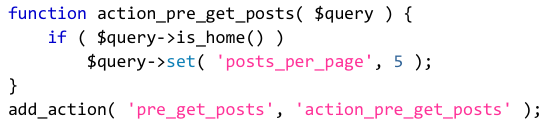 function action_pre_get_posts( $query ) {
    if ( $query->is_home() )
        $query->set( 'posts_per_page', 5 );
}
add_action( 'pre_get_posts', 'action_pre_get_posts' );